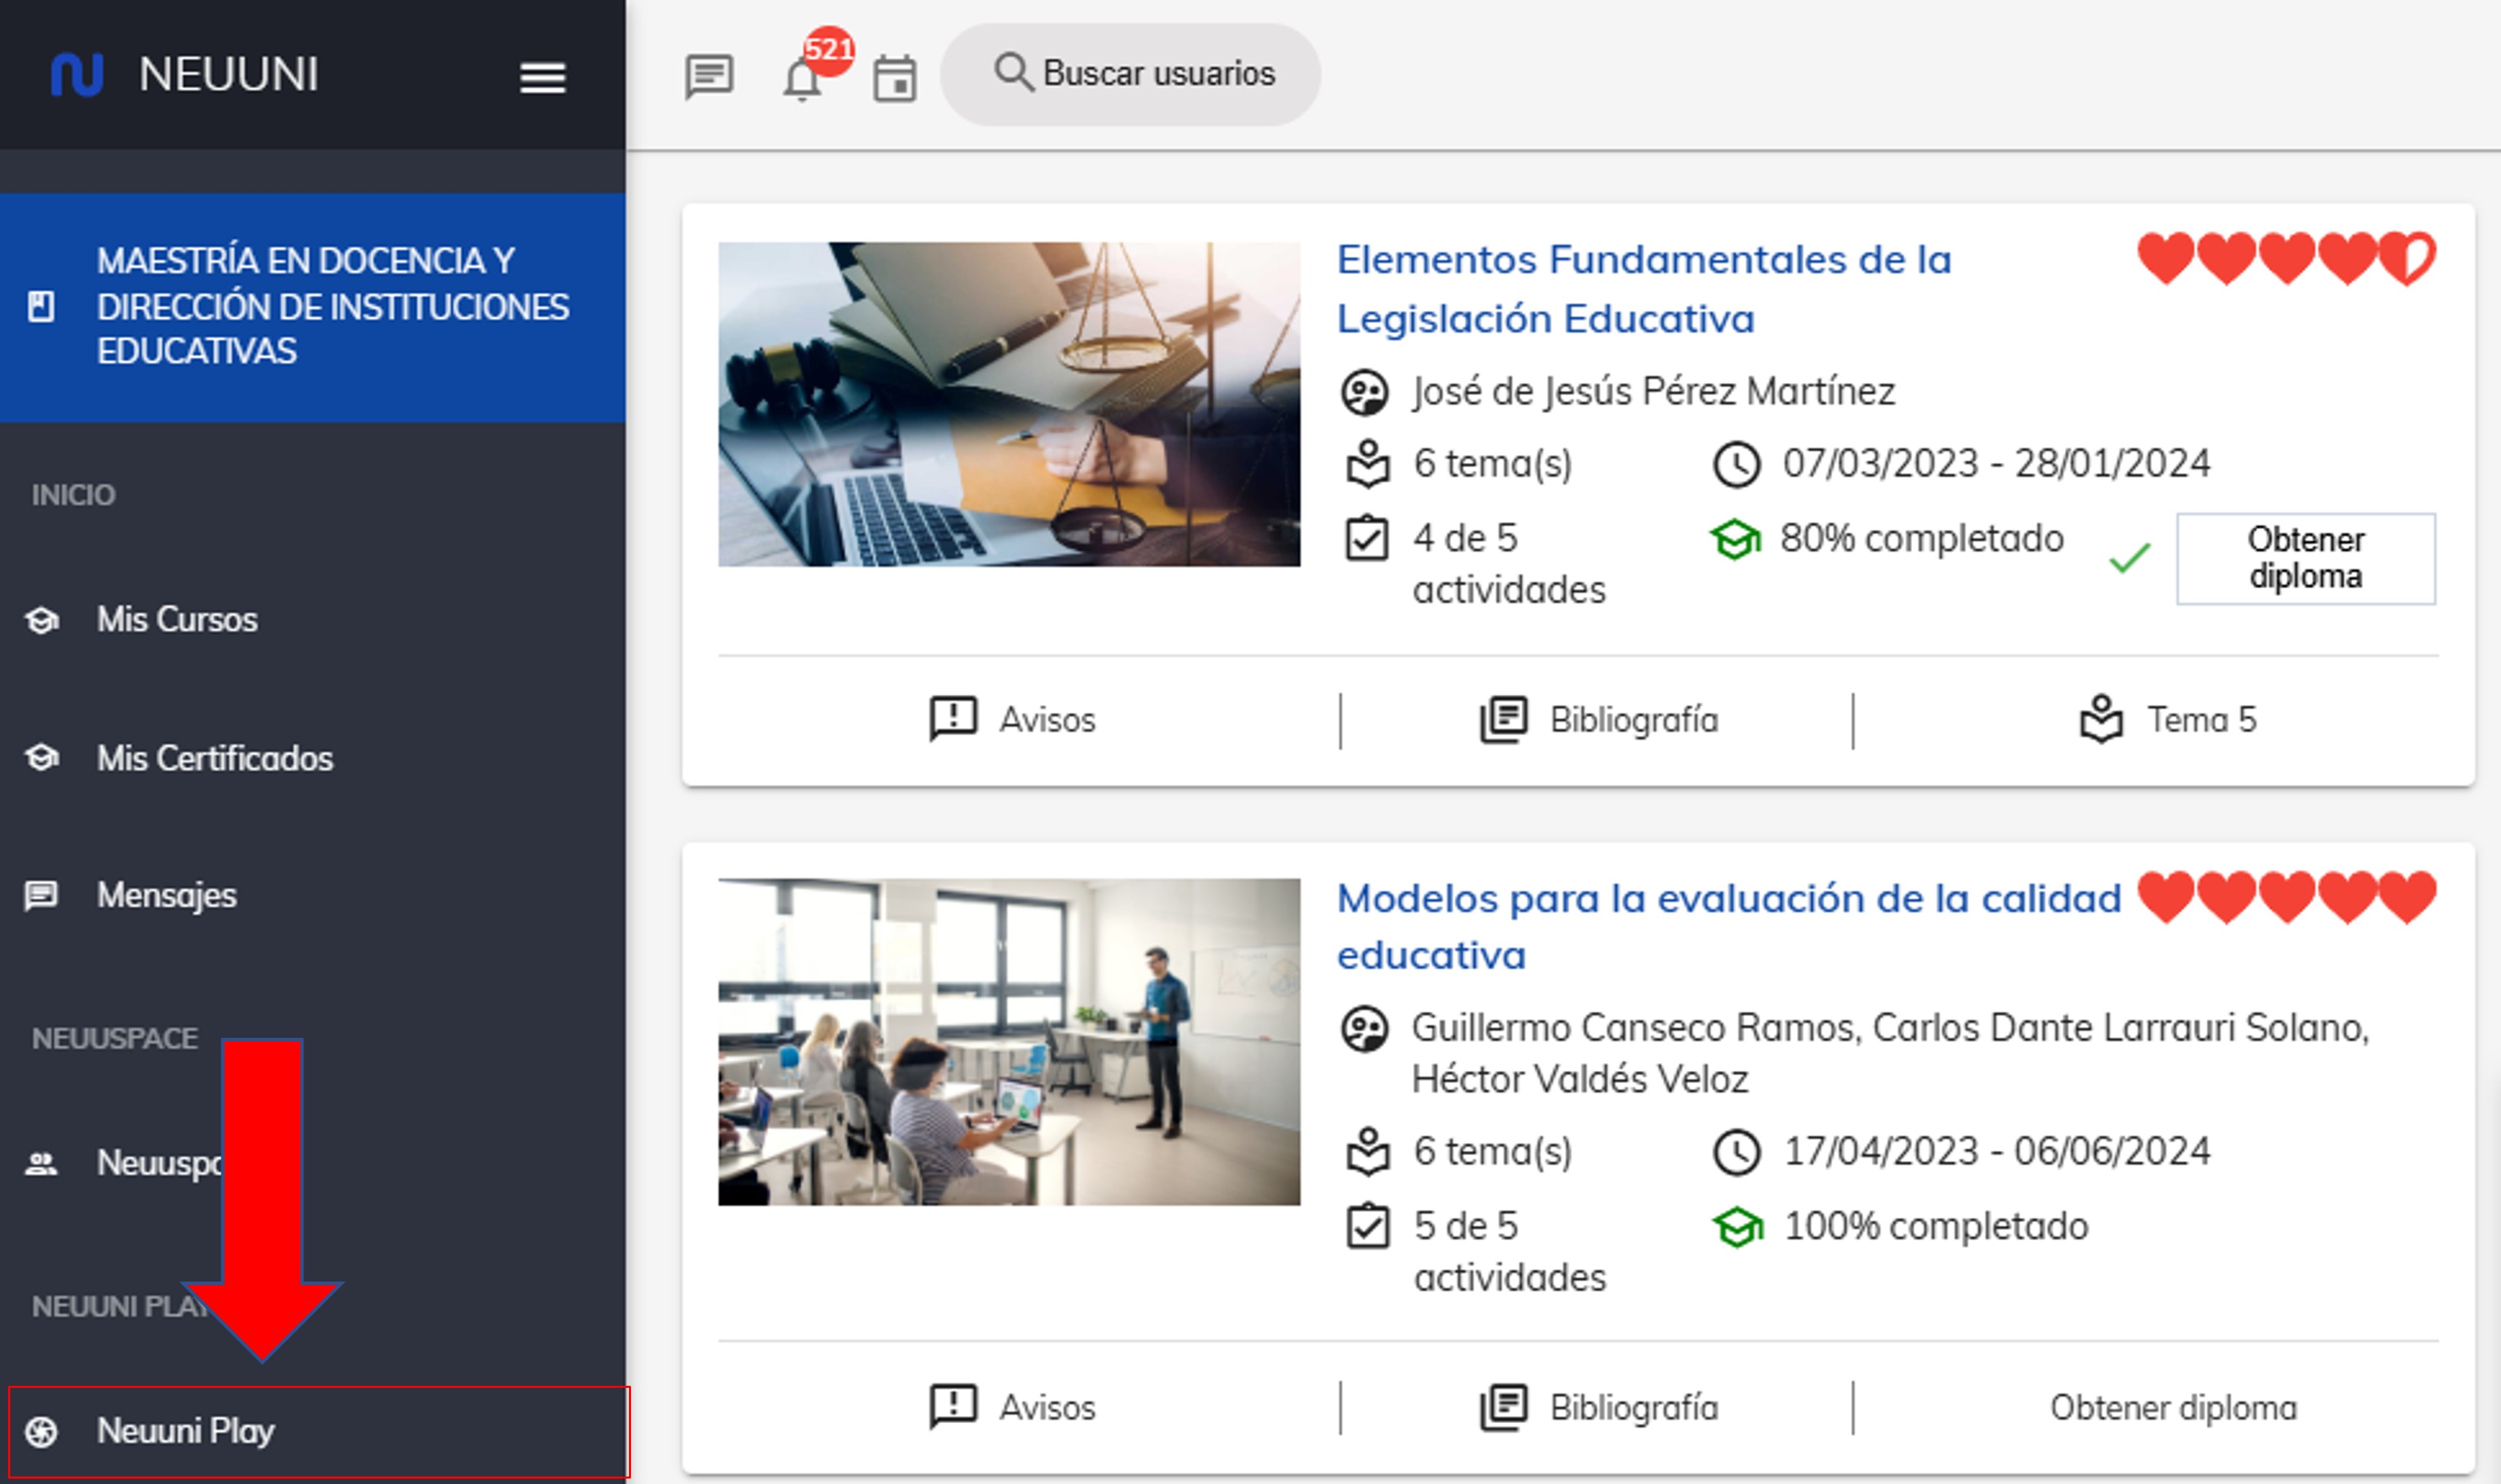 NEUUNI
521
Buscar usuarios
MAESTRÍA EN DOCENCIA Y
DIRECCIÓN DE INSTITUCIONES
EDUCATIVAS
INICIO
Mis Cursos
Mis Certificados
Mensajes
NEUUSPACE
NEUUNI PLAY
Neuuni Play
Elementos Fundamentales de la
Legislación Educativa
José de Jesús Pérez Martínez
6 tema(s)
07/03/2023 - 28/01/2024
4 de 5
actividades
80% completado
Obtener
diploma
Avisos
Bibliografía
Tema 5
Modelos para la evaluación de la calidad
educativa
Guillermo Canseco Ramos, Carlos Dante Larrauri Solano,
Héctor Valdés Veloz
6 tema(s)
17/04/2023 - 06/06/2024
5 de 5
actividades
100% completado
Avisos
Bibliografía
Obtener diploma